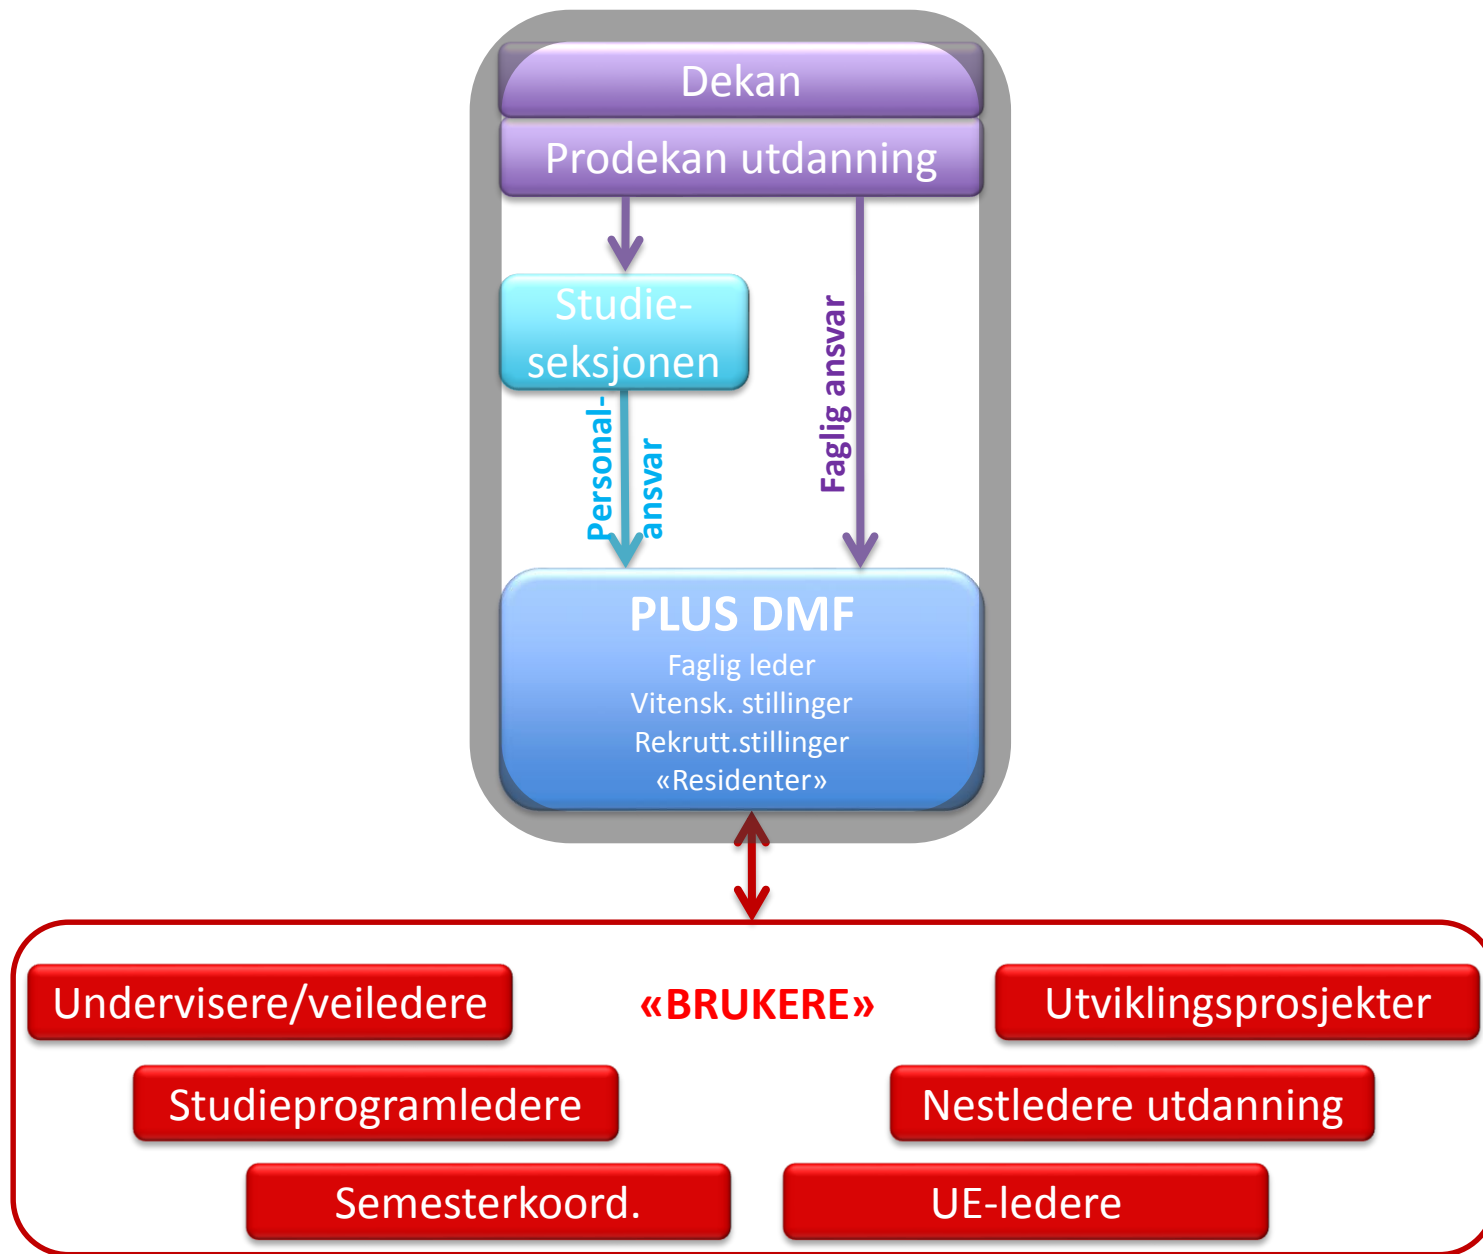 Dekan
Prodekan utdanning
Studie-
seksjonen
Personal-
ansvar
Faglig ansvar
PLUS DMF
Faglig leder
Vitensk. stillinger
Rekrutt.stillinger
«Residenter»
Undervisere/veiledere
«BRUKERE»
Utviklingsprosjekter
Studieprogramledere
Nestledere utdanning
Semesterkoord.
UE-ledere